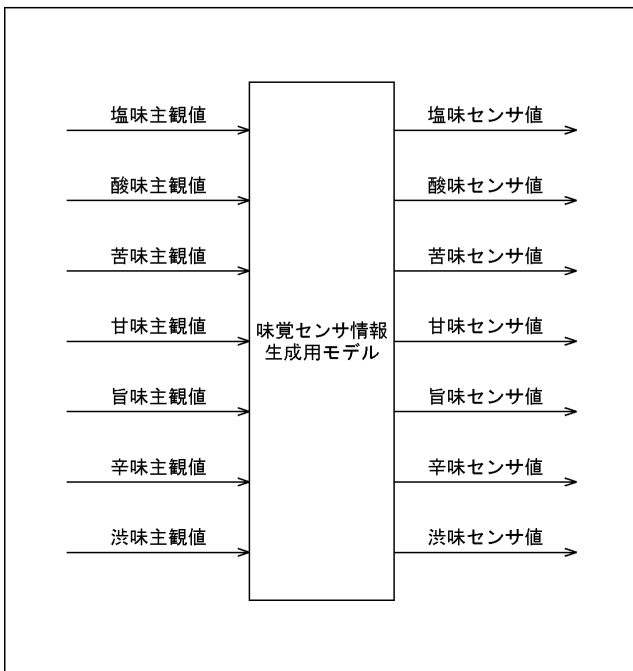 塩味主観値
塩味センサ値
酸味主観値
酸味センサ値
苦味主観値
苦味センサ値
甘味主観値
味覚センサ情報
生成用モデル
甘味センサ値
旨味主観値
旨味センサ値
辛味主観値
辛味センサ値
渋味主観値
渋味センサ値